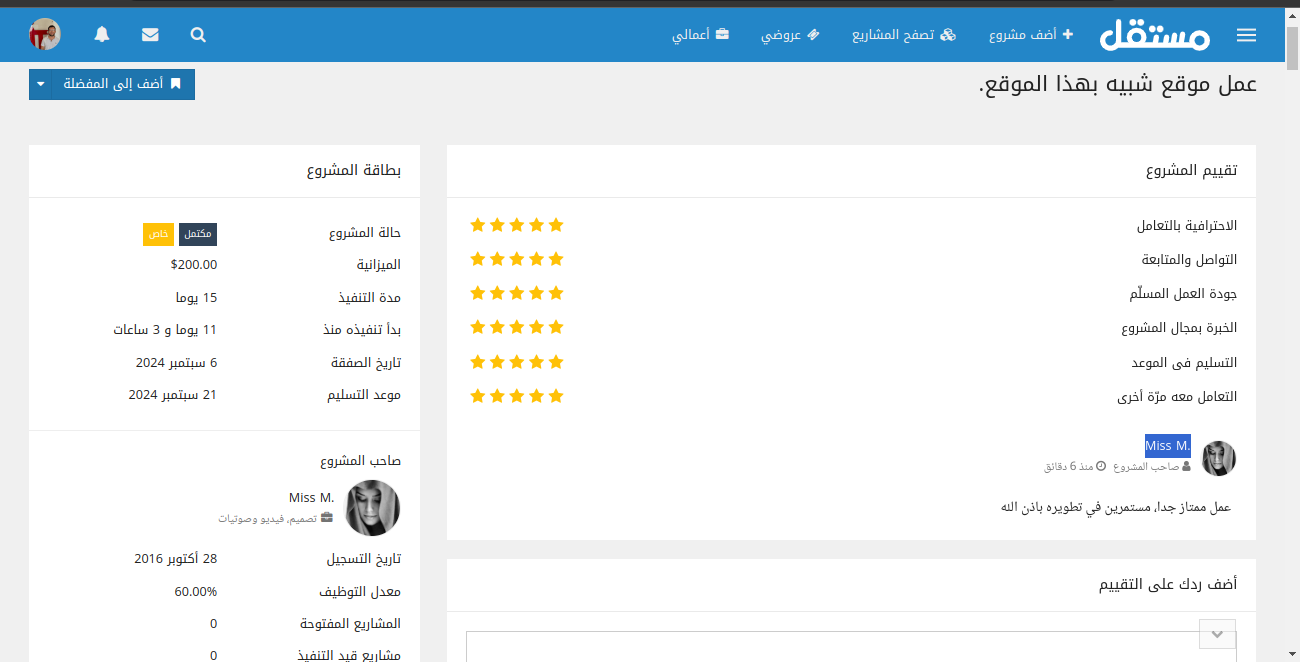 مستقل
أضف مشروع
تصفح المشاريع
عروضي
أعمالي
عمل موقع شبيه بهذا الموقع.
أضف إلى المفضلة
تقييم المشروع
الاحترافية بالتعامل
التواصل والمتابعة
جودة العمل المسلّم
الخبرة بمجال المشروع
التسليم فى الموعد
التعامل معه مرّة أخرى
Miss M.
صاحب المشروع منذ 6 دقائق
عمل ممتاز جدا، مستمرين في تطويره باذن الله
أضف ردك على التقييم
بطاقة المشروع
حالة المشروع مكتمل خاص
الميزانية $200.00
مدة التنفيذ 15 يوما
بدأ تنفيذه منذ 11 يوما و 3 ساعات
تاريخ الصفقة 6 سبتمبر 2024
موعد التسليم 21 سبتمبر 2024
صاحب المشروع
Miss M.
تصميم، فيديو وصوتيات
تاريخ التسجيل 28 أكتوبر 2016
معدل التوظيف 60.00%
المشاريع المفتوحة 0
مشاريع قيد التنفيذ 0